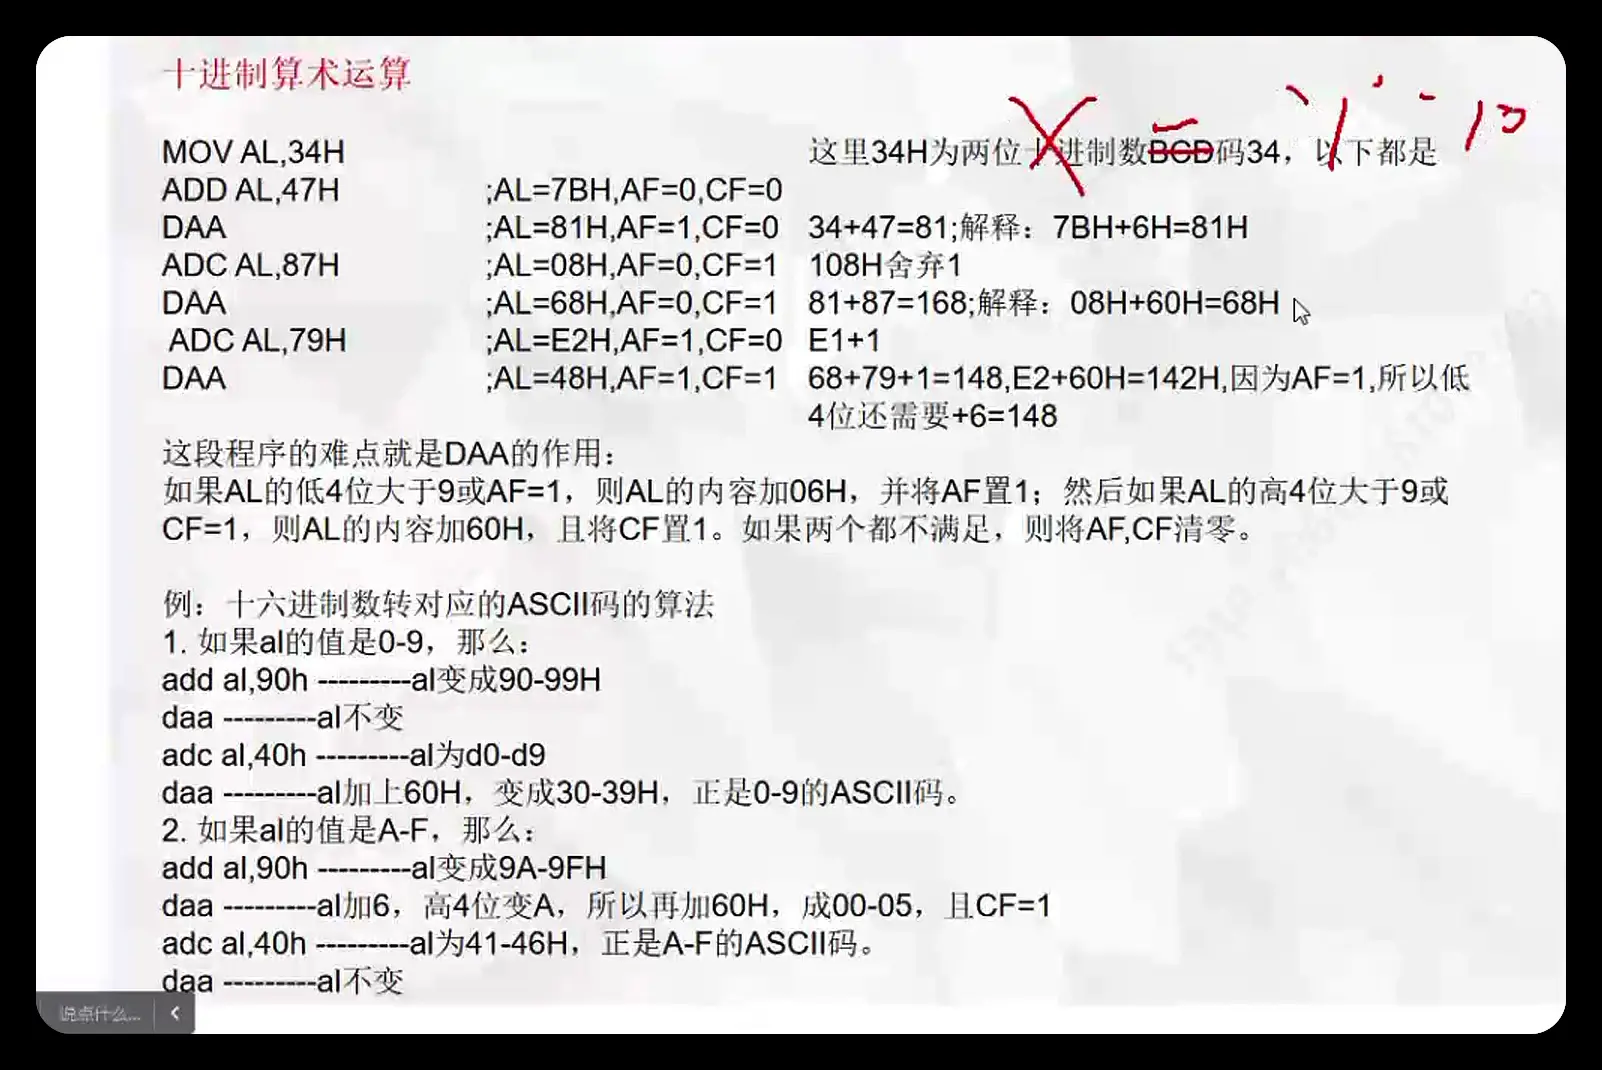 十进制算术运算
MOV AL,34H 这里34H为两位十进制数BCD码34，以下都是
ADD AL,47H ;AL=7BH,AF=0,CF=0
DAA ;AL=81H,AF=1,CF=0 34+47=81;解释：7BH+6H=81H
ADC AL,87H ;AL=08H,AF=0,CF=1 108H舍弃1
DAA ;AL=68H,AF=0,CF=1 81+87=168;解释：08H+60H=68H
ADC AL,79H ;AL=E2H,AF=1,CF=0 E1+1
DAA ;AL=48H,AF=1,CF=1 68+79+1=148,E2+60H=142H,因为AF=1,所以低
4位还需要+6=148
这段程序的难点就是DAA的作用：
如果AL的低4位大于9或AF=1，则AL的内容加06H，并将AF置1；然后如果AL的高4位大于9或
CF=1，则AL的内容加60H，且将CF置1。如果两个都不满足，则将AF,CF清零。
例：十六进制数转对应的ASCII码的算法
1. 如果al的值是0-9，那么：
add al,90h ---------al变成90-99H
daa ---------al不变
adc al,40h ---------al为d0-d9
daa ---------al加上60H，变成30-39H，正是0-9的ASCII码。
2. 如果al的值是A-F，那么：
add al,90h ---------al变成9A-9FH
daa ---------al加6，高4位变A，所以再加60H，成00-05，且CF=1
adc al,40h ---------al为41-46H，正是A-F的ASCII码。
daa ---------al不变
说点什么...